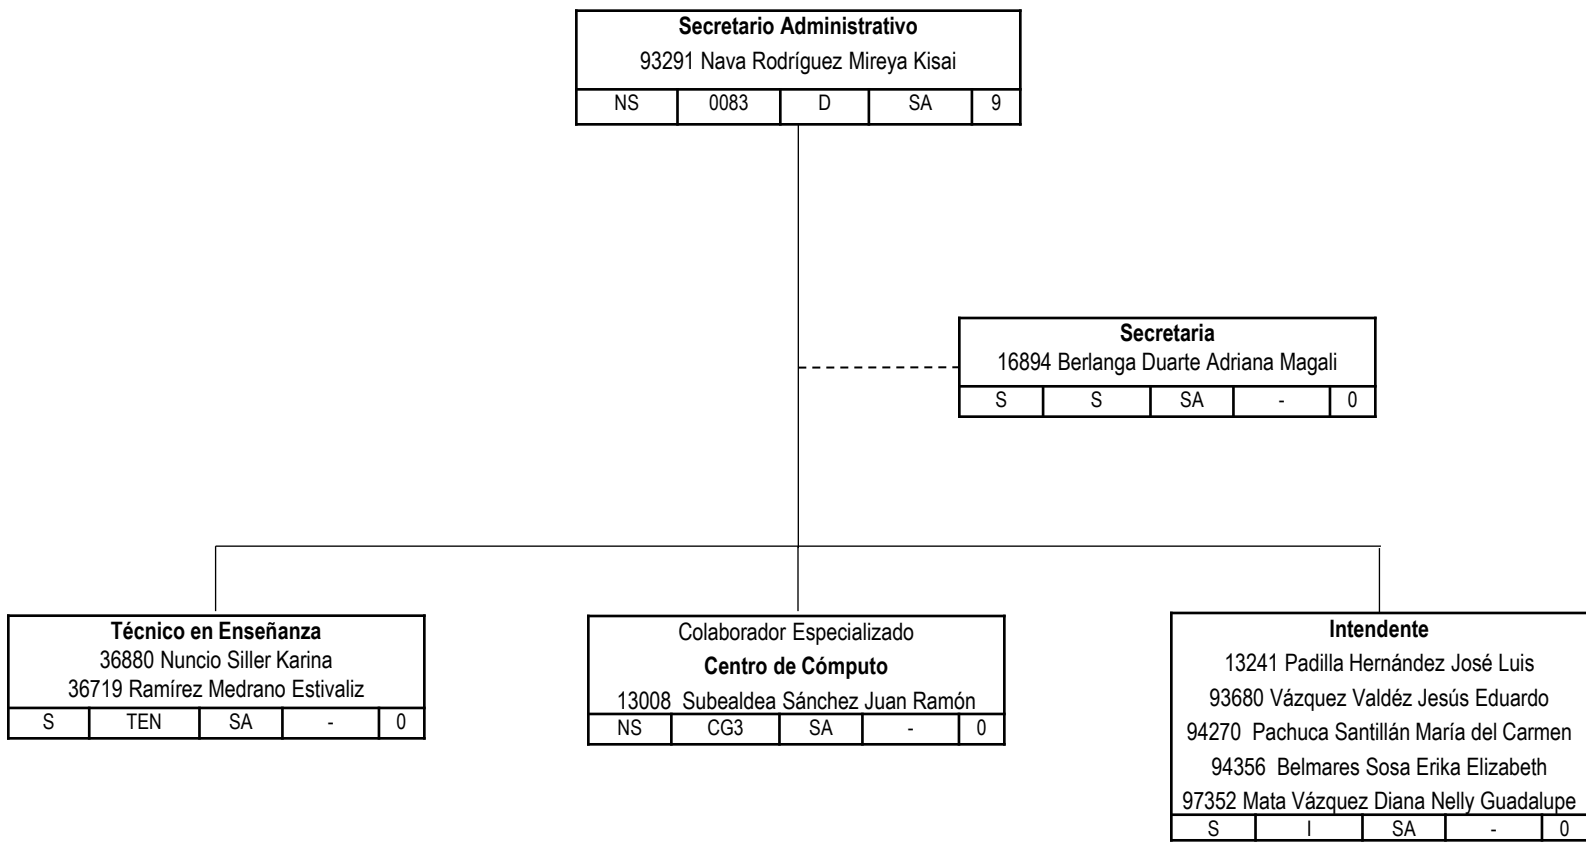 Secretario Administrativo
93291 Nava Rodríguez Mireya Kisai
NS 0083 D SA 9
Secretaria
16894 Berlanga Duarte Adriana Magali
S S SA - 0
Técnico en Enseñanza
36880 Nuncio Siller Karina
36719 Ramírez Medrano Estivaliz
S TEN SA - 0
Colaborador Especializado
Centro de Cómputo
13008 Subealdea Sánchez Juan Ramón
NS CG3 SA - 0
Intendente
13241 Padilla Hernández José Luis
93680 Vázquez Valdéz Jesús Eduardo
94270 Pachuca Santillán María del Carmen
94356 Belmares Sosa Erika Elizabeth
97352 Mata Vázquez Diana Nelly Guadalupe
S I SA - 0